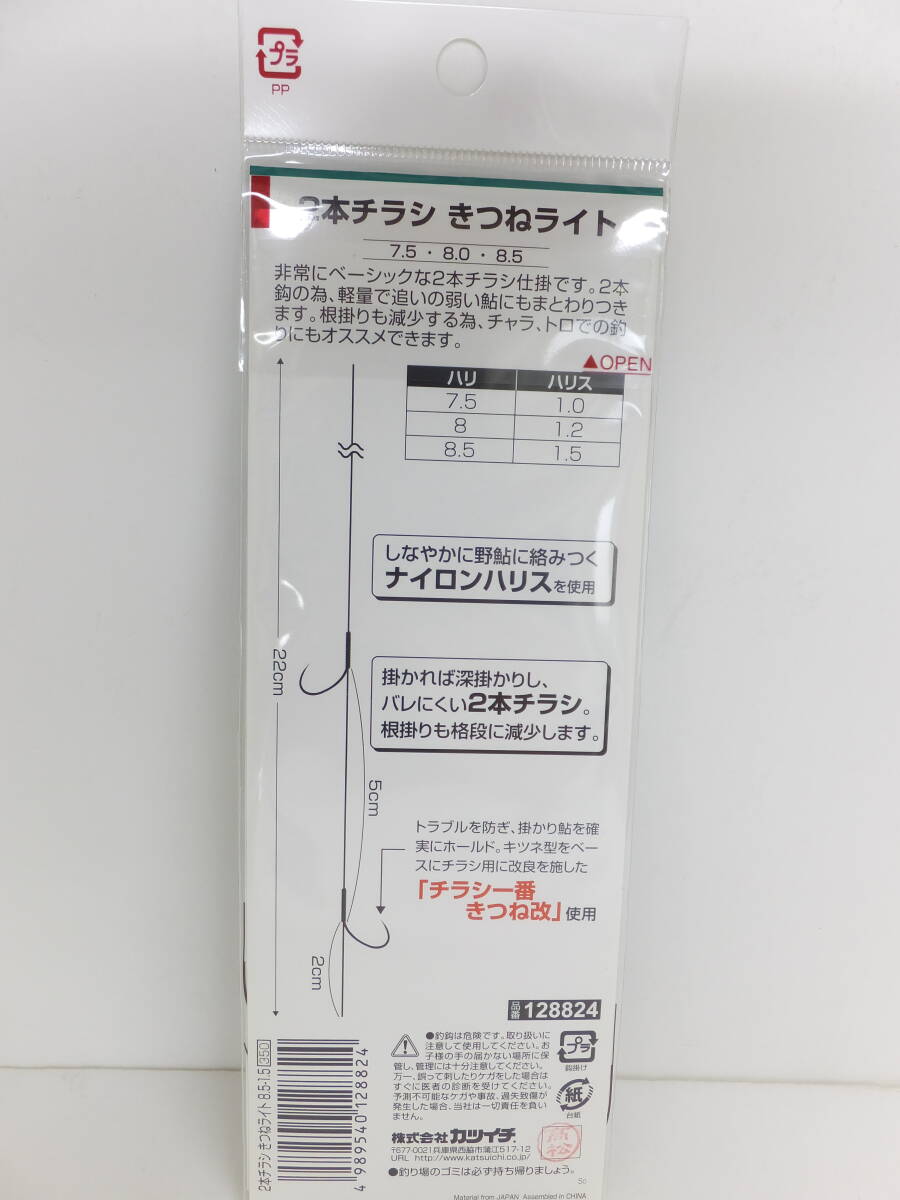 プラ
PP
2本チラシ きつねライト
7.5 ・ 8.0 ・ 8.5
非常にベーシックな2本チラシ仕掛です。2本
鈎の為、軽量で追いの弱い鮎にもまとわりつき
ます。根掛りも減少する為、チャラ、トロでの釣
りにもオススメできます。
▲OPEN
ハリ ハリス
7.5 1.0
8 1.2
8.5 1.5
しなやかに野鮎に絡みつく
ナイロンハリスを使用
22cm
掛かれば深掛かりし、
バレにくい2本チラシ。
根掛りも格段に減少します。
5cm
トラブルを防ぎ、掛かり鮎を確
実にホールド。キツネ型をベー
スにチラシ用に改良を施した
「チラシ一番
きつね改」使用
2cm
品番 128824
●釣鈎は危険です。取り扱いに
注意して使用してください。お
子様の手の届かない場所に保
管し、管理には十分注意してください。
万一、誤って刺したりケガをした場合は
すぐに医者の診断を受けてください。
予測不可能なケガや事故、過失致傷が
発生した場合、当社は一切責任を負い
ません。
プラ
鈎掛け
紙
台紙
株式会社 カツイチ
〒677-0021兵庫県西脇市蒲江517-12
URL http://www.katsuichi.co.jp/
●釣り場のゴミは必ず持ち帰りましょう。
Material from JAPAN Assembled in CHINA
2本チラシ きつねライト 8.5-1.5 350
4 989540 128824